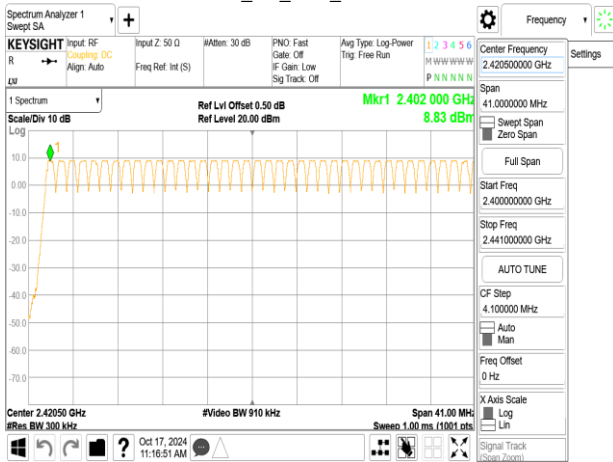 Spectrum Analyzer 1
Swept SA
Frequency
Settings
KEYSIGHT
R
Input: RF
Coupling: DC
Align: Auto
Input Z: 50 Ω
Freq Ref: Int (S)
#Atten: 30 dB
PNO: Fast
Gate: Off
IF Gain: Low
Sig Track: Off
Avg Type: Log-Power
Trig: Free Run
1 2 3 4 5 6
M W W W W W
P N N N N N
1 Spectrum
Scale/Div 10 dB
Log
Ref Lvl Offset 0.50 dB
Ref Level 20.00 dBm
Mkr1 2.402 000 GHz
8.83 dBm
1
10.0
0.00
-10.0
-20.0
-30.0
-40.0
-50.0
-60.0
-70.0
Center 2.42050 GHz
#Res BW 300 kHz
#Video BW 910 kHz
Span 41.00 MHz
Sweep 1.00 ms (1001 pts
Center Frequency
2.420500000 GHz
Span
41.0000000 MHz
Swept Span
Zero Span
Full Span
Start Freq
2.400000000 GHz
Stop Freq
2.441000000 GHz
AUTO TUNE
CF Step
4.100000 MHz
Auto
Man
Freq Offset
0 Hz
X Axis Scale
Log
Lin
Signal Track
(Span Zoom)
Oct 17, 2024
11:16:51 AM